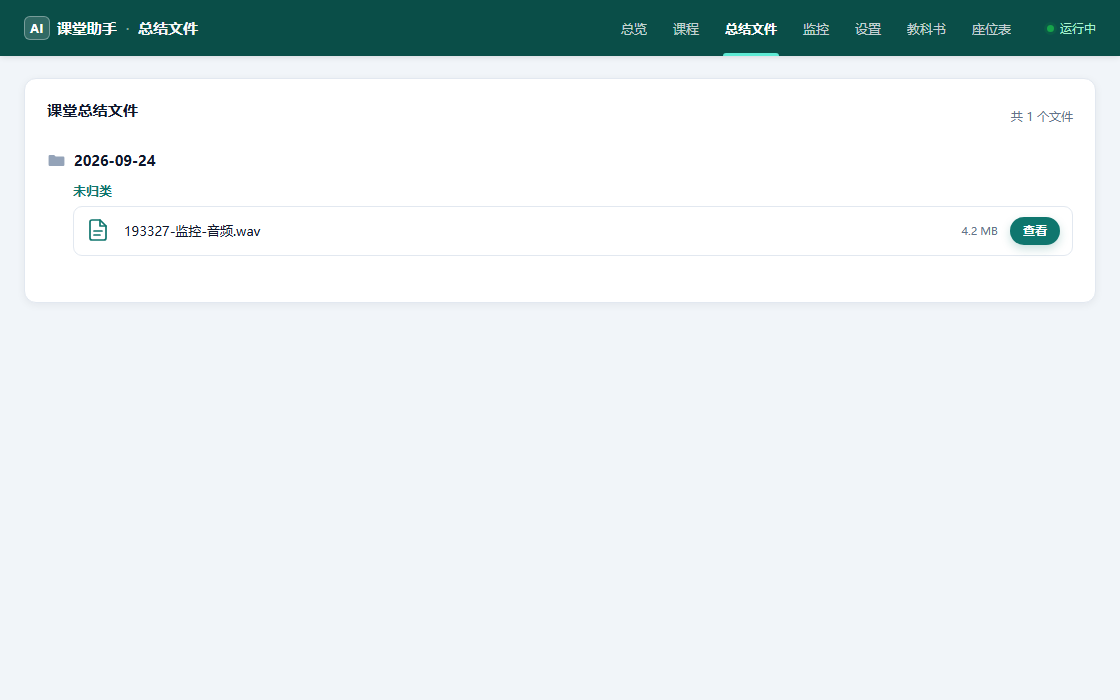 AI 课堂助手 · 总结文件
总览 课程 总结文件 监控 设置 教科书 座位表 运行中
课堂总结文件
共 1 个文件
2026-09-24
未归类
193327-监控-音频.wav 4.2 MB 查看